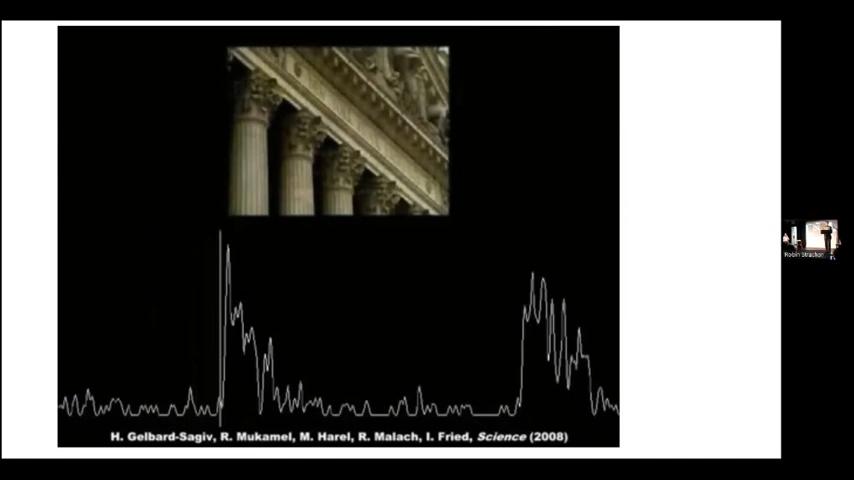 H. Gelbard-Sagiv, R. Mukamel, M. Harel, R. Malach, I. Fried, Science (2008)
Robin Strachan